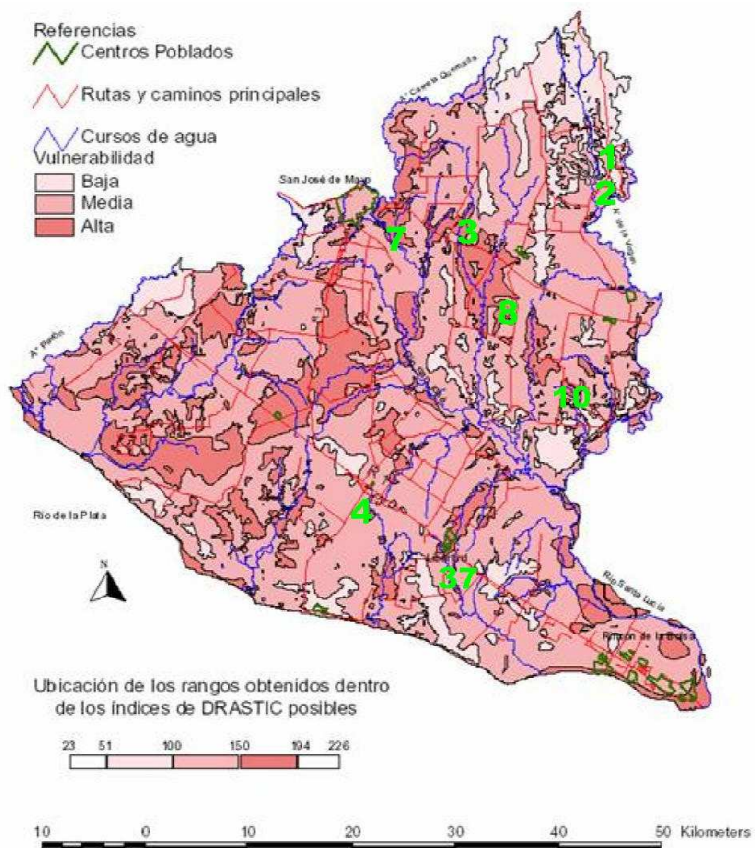 Referencias
Centros Poblados
Rutas y caminos principales
Cursos de agua
Vulnerabilidad
Baja
Media
Alta
San José de Mayo
1
2
3
7
8
10
4
37
Río de la Plata
N
Río Santa Lucía
Rincón de la Bolsa
Ubicación de los rangos obtenidos dentro
de los índices de DRASTIC posibles
23 51 100 150 194 226
10 0 10 20 30 40 50 Kilometers